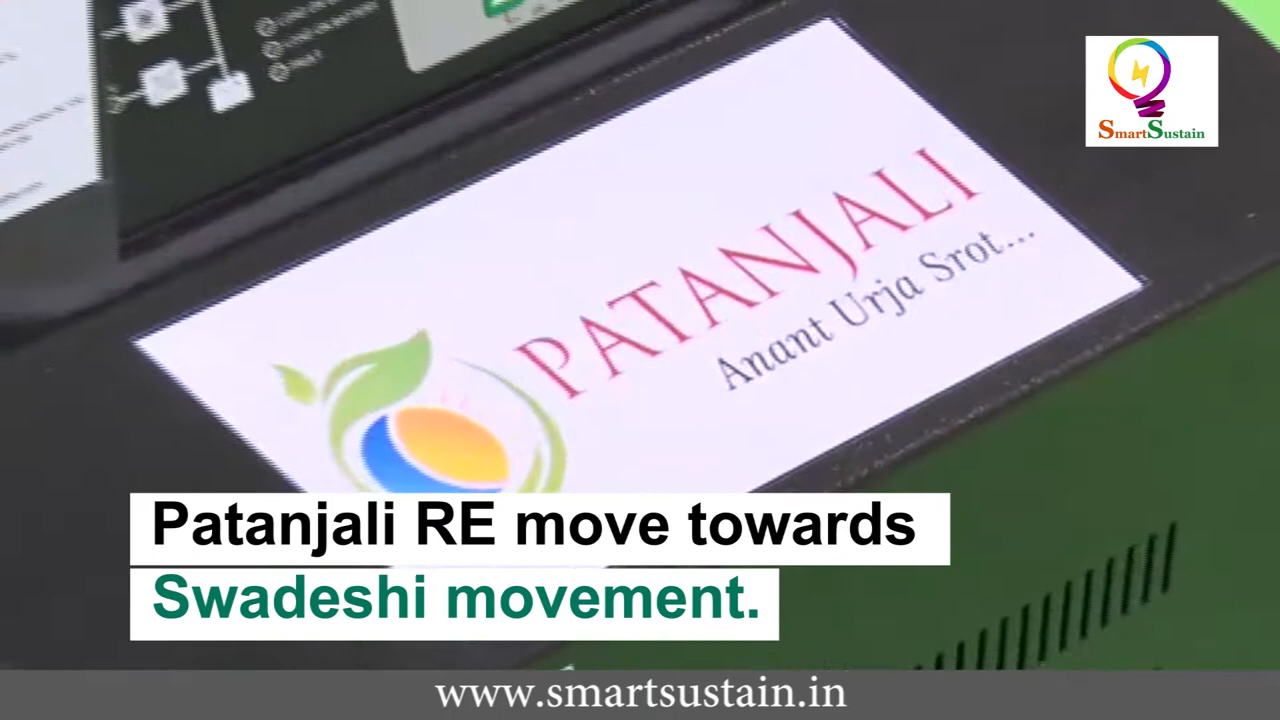 SmartSustain
PATANJALI
Anant Urja Srot...
Patanjali RE move towards
Swadeshi movement.
www.smartsustain.in